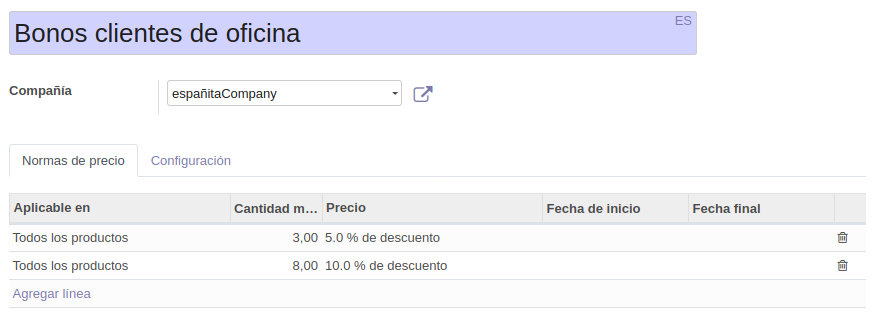 Bonos clientes de oficina ES
Compañía españitaCompany
Normas de precio Configuración
Aplicable en Cantidad m... Precio Fecha de inicio Fecha final
Todos los productos 3,00 5.0 % de descuento
Todos los productos 8,00 10.0 % de descuento
Agregar línea